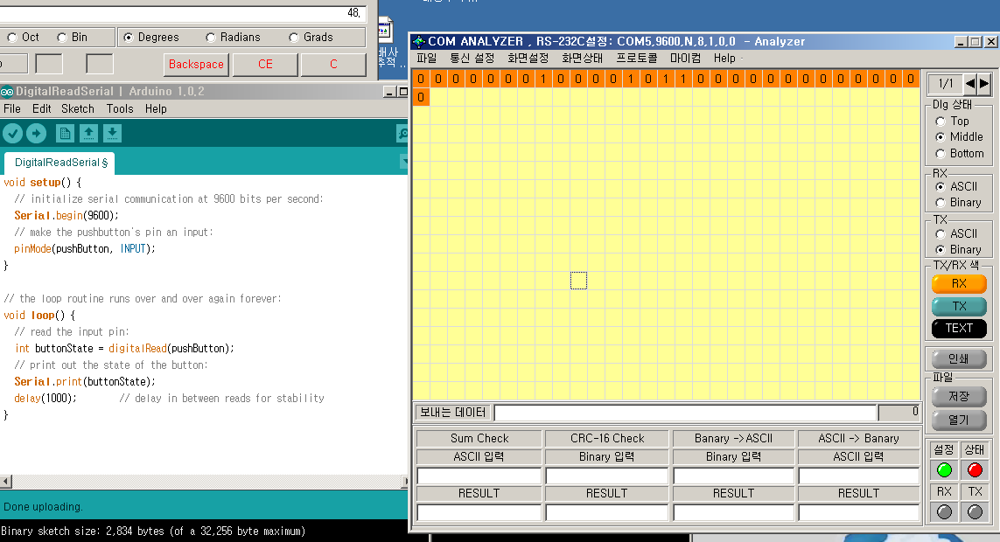 48,
Oct Bin Degrees Radians Grads
Backspace CE C
배사
추적 ..
DigitalReadSerial | Arduino 1.0.2
File Edit Sketch Tools Help
DigitalReadSerial §
void setup() {
// initialize serial communication at 9600 bits per second:
Serial.begin(9600);
// make the pushbutton's pin an input:
pinMode(pushButton, INPUT);
}
// the loop routine runs over and over again forever:
void loop() {
// read the input pin:
int buttonState = digitalRead(pushButton);
// print out the state of the button:
Serial.print(buttonState);
delay(1000); // delay in between reads for stability
}
Done uploading.
Binary sketch size: 2,834 bytes (of a 32,256 byte maximum)
COM ANALYZER , RS-232C설정: COM5,9600,N,8,1,0,0 - Analyzer
파일 통신 설정 화면설정 화면상태 프로토콜 마이컴 Help
0 0 0 0 0 0 0 1 0 0 0 0 1 0 1 1 0 0 0 0 0 0 0 0 0 0 0 0 0
0
1/1
Dlg 상태
Top
Middle
Bottom
RX
ASCII
Binary
TX
ASCII
Binary
TX/RX 색
RX
TX
TEXT
인쇄
파일
저장
열기
설정 상태
RX TX
보내는 데이터 0
Sum Check CRC-16 Check Banary ->ASCII ASCII -> Banary
ASCII 입력 Binary 입력 Binary 입력 ASCII 입력
RESULT RESULT RESULT RESULT